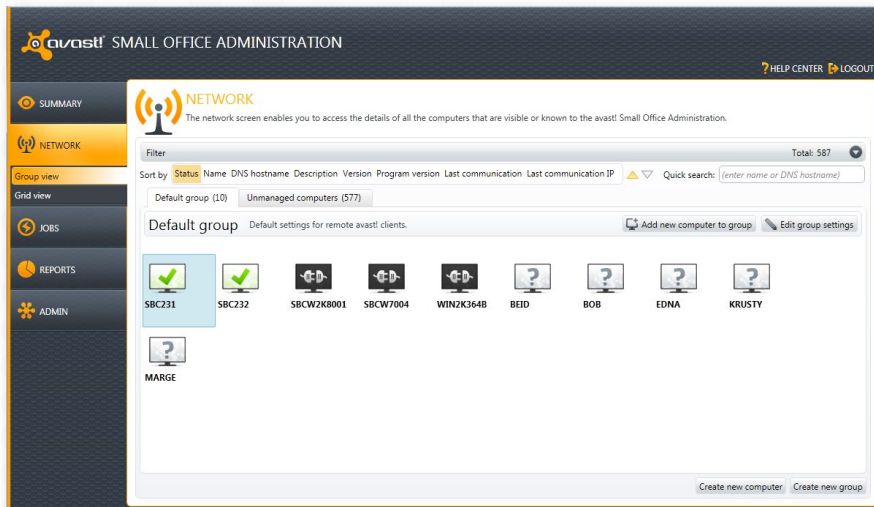 avast! SMALL OFFICE ADMINISTRATION
? HELP CENTER LOGOUT
SUMMARY
NETWORK
Group view
Grid view
JOBS
REPORTS
ADMIN
NETWORK
The network screen enables you to access the details of all the computers that are visible or known to the avast! Small Office Administration.
Filter Total: 587
Sort by Status Name DNS hostname Description Version Program version Last communication Last communication IP Quick search: (enter name or DNS hostname)
Default group (10) Unmanaged computers (577)
Default group Default settings for remote avast! clients. Add new computer to group Edit group settings
? ? ? ?
SBC231 SBC232 SBCW2K8001 SBCW7004 WIN2K364B BEID BOB EDNA KRUSTY
?
MARGE
Create new computer Create new group